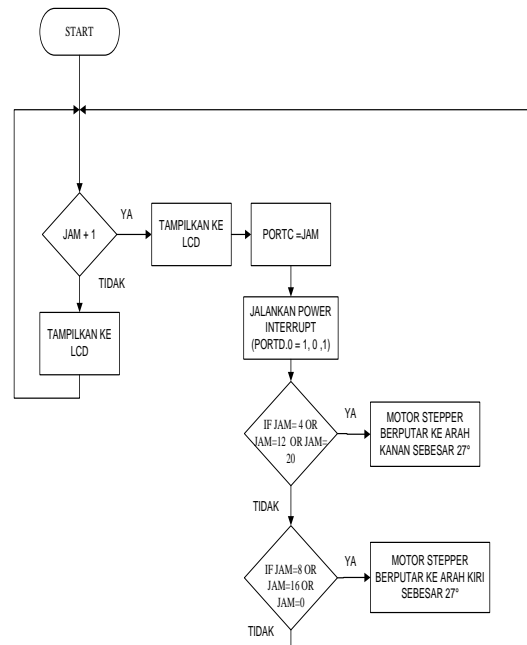 START
JAM + 1
YA
TAMPILKAN KE
LCD
PORTC =JAM
TIDAK
TAMPILKAN KE
LCD
JALANKAN POWER
INTERRUPT
(PORTD.0 = 1, 0 ,1)
IF JAM= 4 OR
JAM=12 OR JAM=
20
YA
MOTOR STEPPER
BERPUTAR KE ARAH
KANAN SEBESAR 27º
TIDAK
IF JAM=8 OR
JAM=16 OR
JAM=0
YA
MOTOR STEPPER
BERPUTAR KE ARAH KIRI
SEBESAR 27º
TIDAK